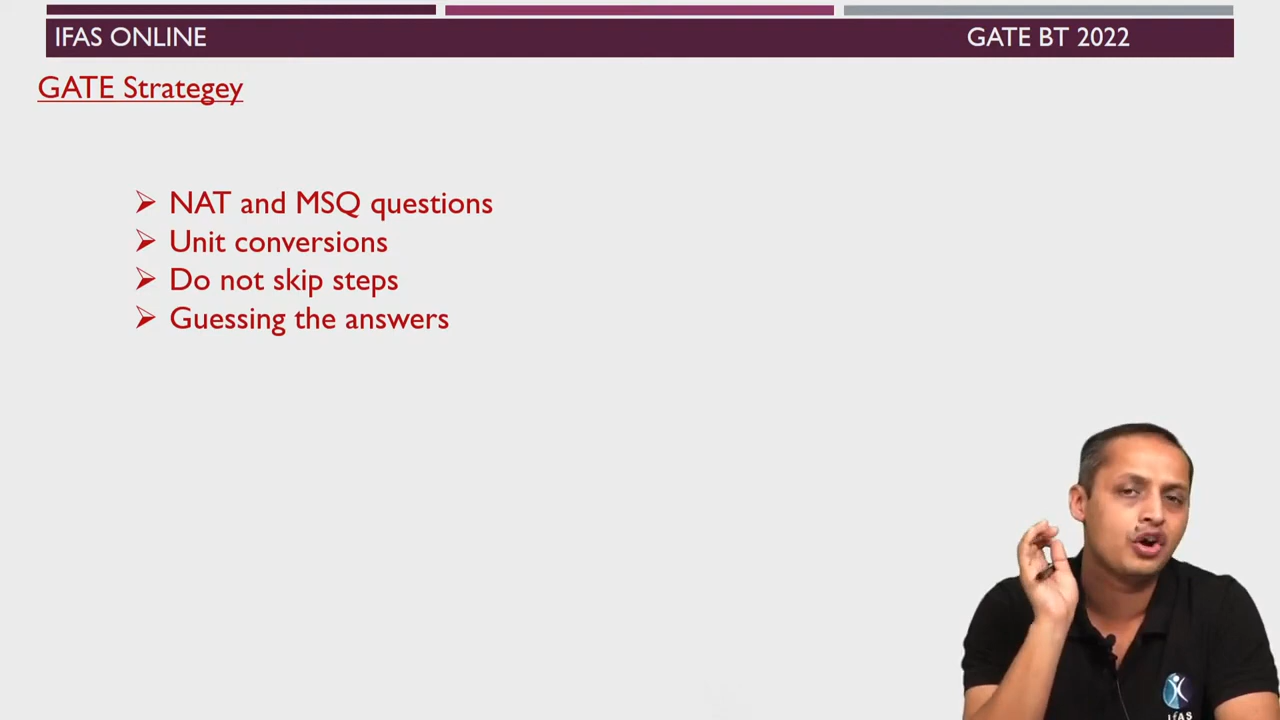 IFAS ONLINE
GATE BT 2022
GATE Strategey
NAT and MSQ questions
Unit conversions
Do not skip steps
Guessing the answers
IFAS